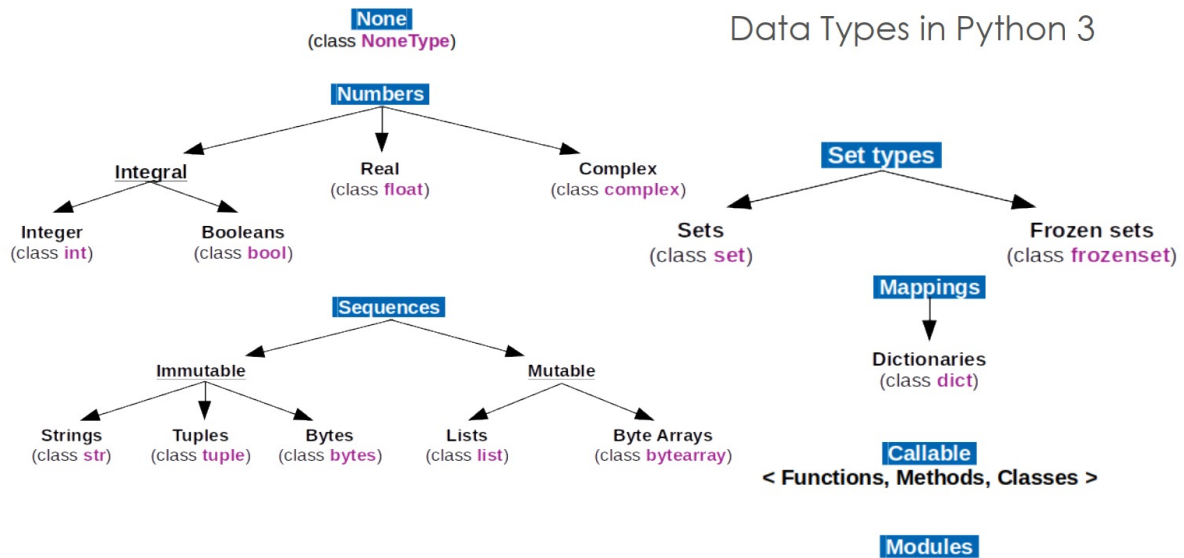 Data Types in Python 3
None
(class NoneType)
Numbers
Integral
Real
(class float)
Complex
(class complex)
Integer
(class int)
Booleans
(class bool)
Set types
Sets
(class set)
Frozen sets
(class frozenset)
Mappings
Dictionaries
(class dict)
Sequences
Immutable
Mutable
Strings
(class str)
Tuples
(class tuple)
Bytes
(class bytes)
Lists
(class list)
Byte Arrays
(class bytearray)
Callable
< Functions, Methods, Classes >
Modules